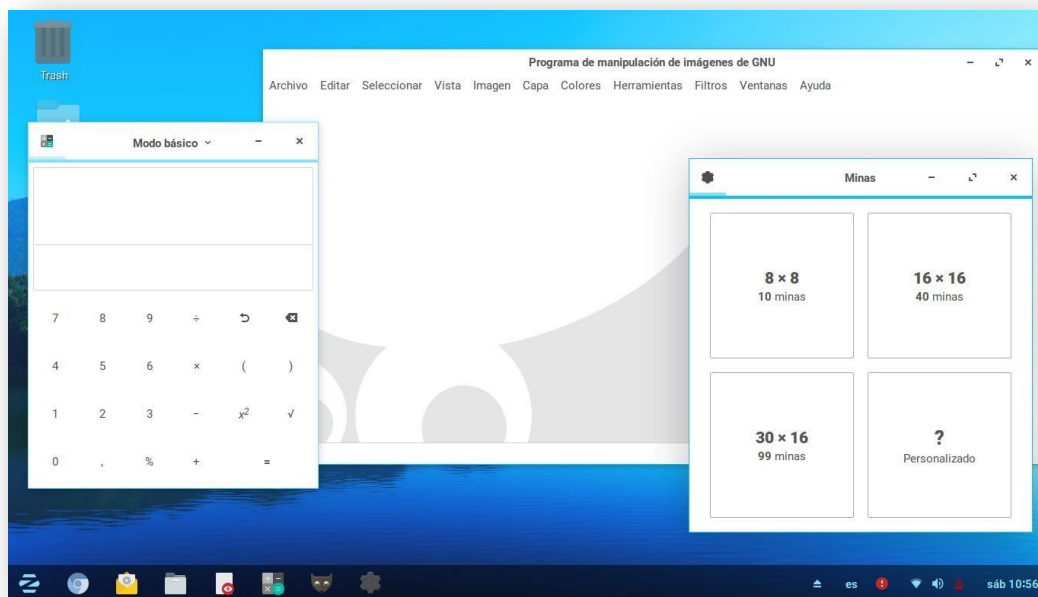 Trash
Programa de manipulación de imágenes de GNU
Archivo Editar Seleccionar Vista Imagen Capa Colores Herramientas Filtros Ventanas Ayuda
Modo básico
7 8 9 ÷
4 5 6 × ( )
1 2 3 − x² √
0 , % + =
Minas
8 × 8
10 minas
16 × 16
40 minas
30 × 16
99 minas
?
Personalizado
es
sáb 10:56